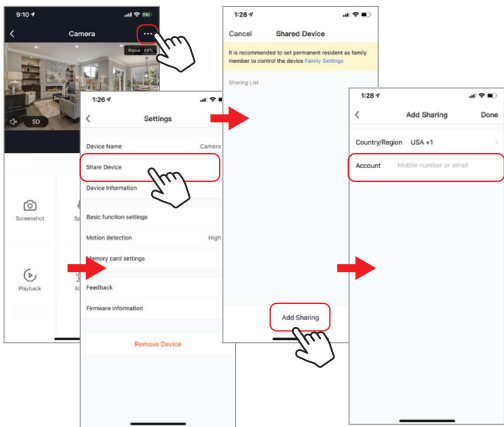 9:10
Camera
Signal 68%
SD
Screenshot
Playback
1:26
Settings
Device Name Camera
Share Device
Device Information
Basic function settings
Motion detection High
Memory card settings
Feedback
Firmware information
Remove Device
1:28
Cancel Shared Device
It is recommended to set permanent resident as family
member to control the device Family Settings
Sharing List
Add Sharing
1:28
Add Sharing Done
Country/Region USA +1
Account Mobile number or email